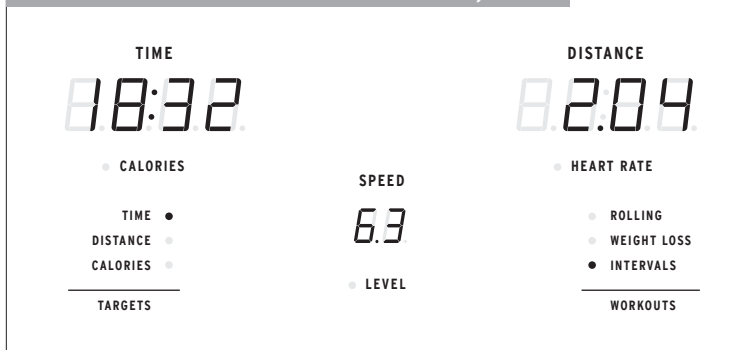 TIME
18:32
CALORIES
TIME
DISTANCE
CALORIES
TARGETS
SPEED
6.3
LEVEL
DISTANCE
2.04
HEART RATE
ROLLING
WEIGHT LOSS
INTERVALS
WORKOUTS